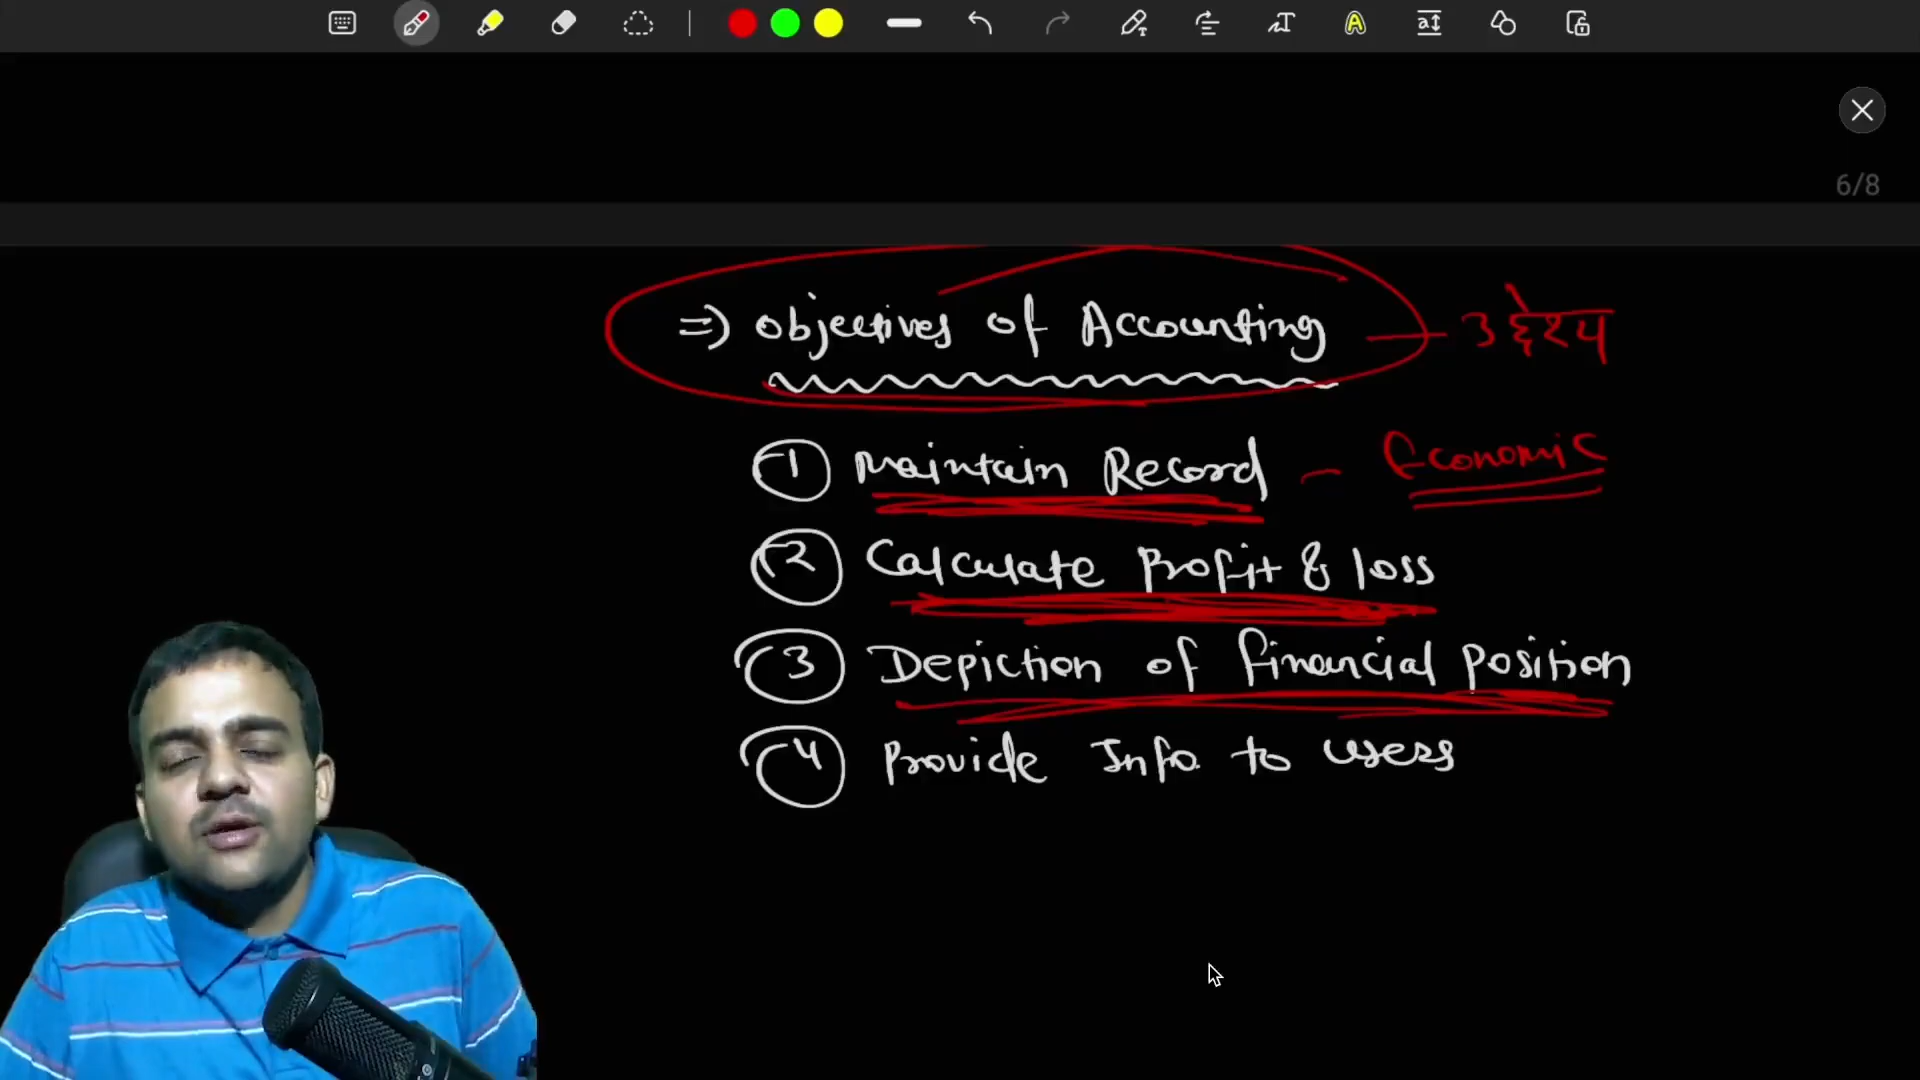 6/8
⇒ Objectives of Accounting — उद्देश्य
① Maintain Record – Economic
② Calculate Profit & loss
③ Depiction of financial position
④ Provide Info. to users